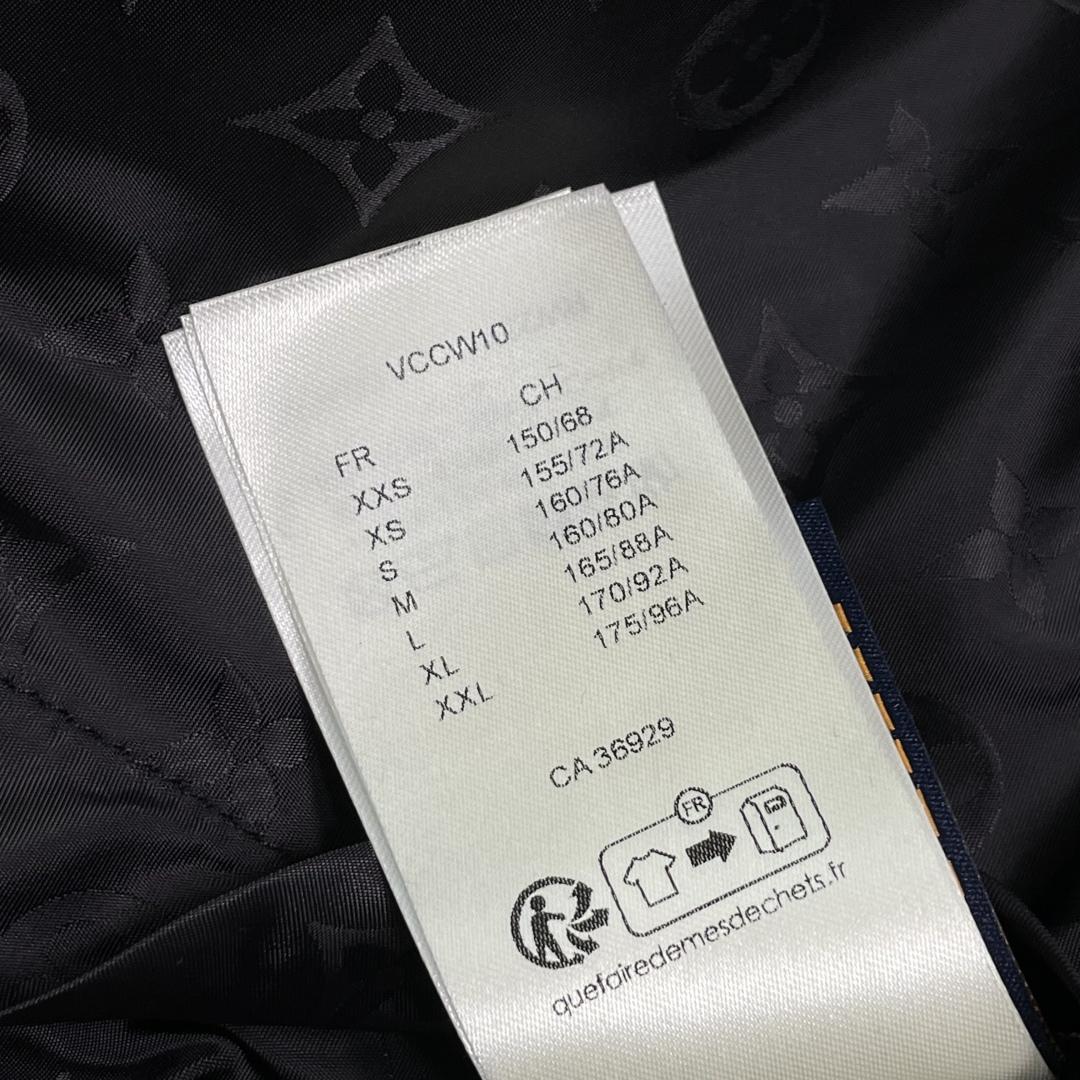 VCCW10
FR CH
XXS 150/68
XS 155/72A
S 160/76A
M 160/80A
L 165/88A
XL 170/92A
XXL 175/96A
CA 36929
FR
quefairedemesdechets.fr